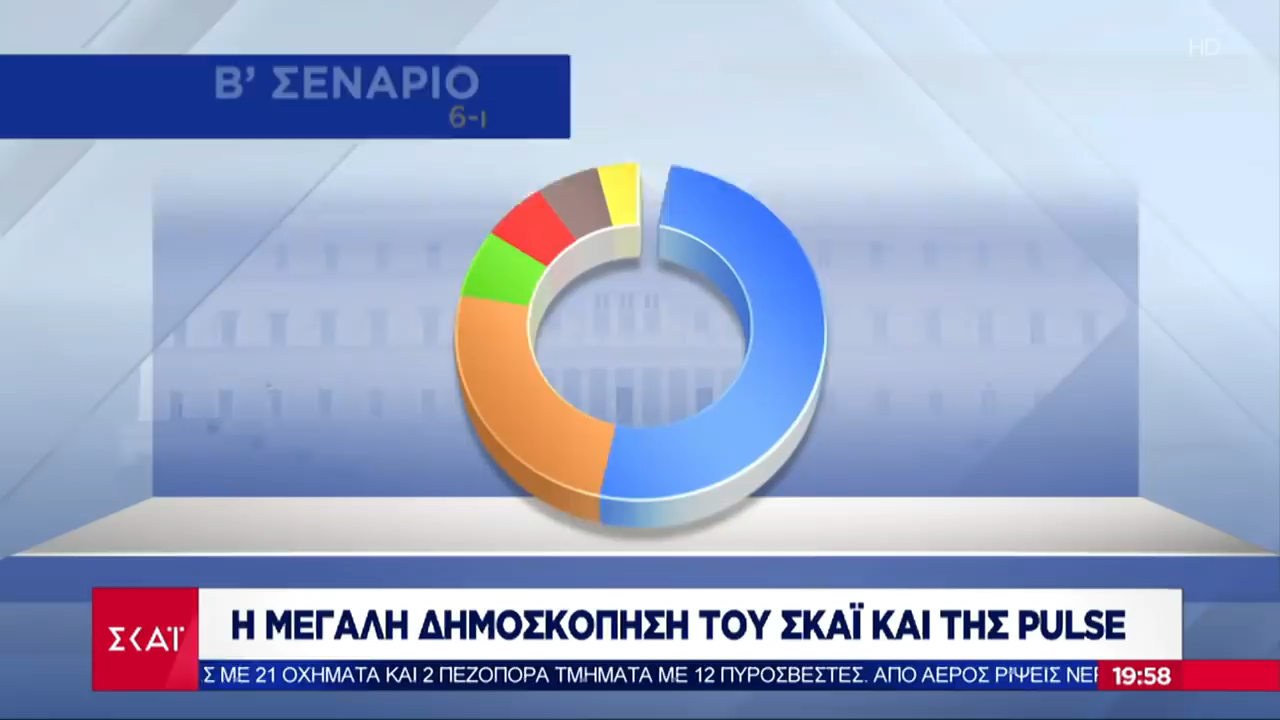 HD
Β' ΣΕΝΑΡΙΟ
6-ι
Η ΜΕΓΑΛΗ ΔΗΜΟΣΚΟΠΗΣΗ ΤΟΥ ΣΚΑΪ ΚΑΙ ΤΗΣ PULSE
ΣΚΑΪ
Σ ΜΕ 21 ΟΧΗΜΑΤΑ ΚΑΙ 2 ΠΕΖΟΠΟΡΑ ΤΜΗΜΑΤΑ ΜΕ 12 ΠΥΡΟΣΒΕΣΤΕΣ. ΑΠΟ ΑΕΡΟΣ ΡΙΨΕΙΣ ΝΕΡ
19:58